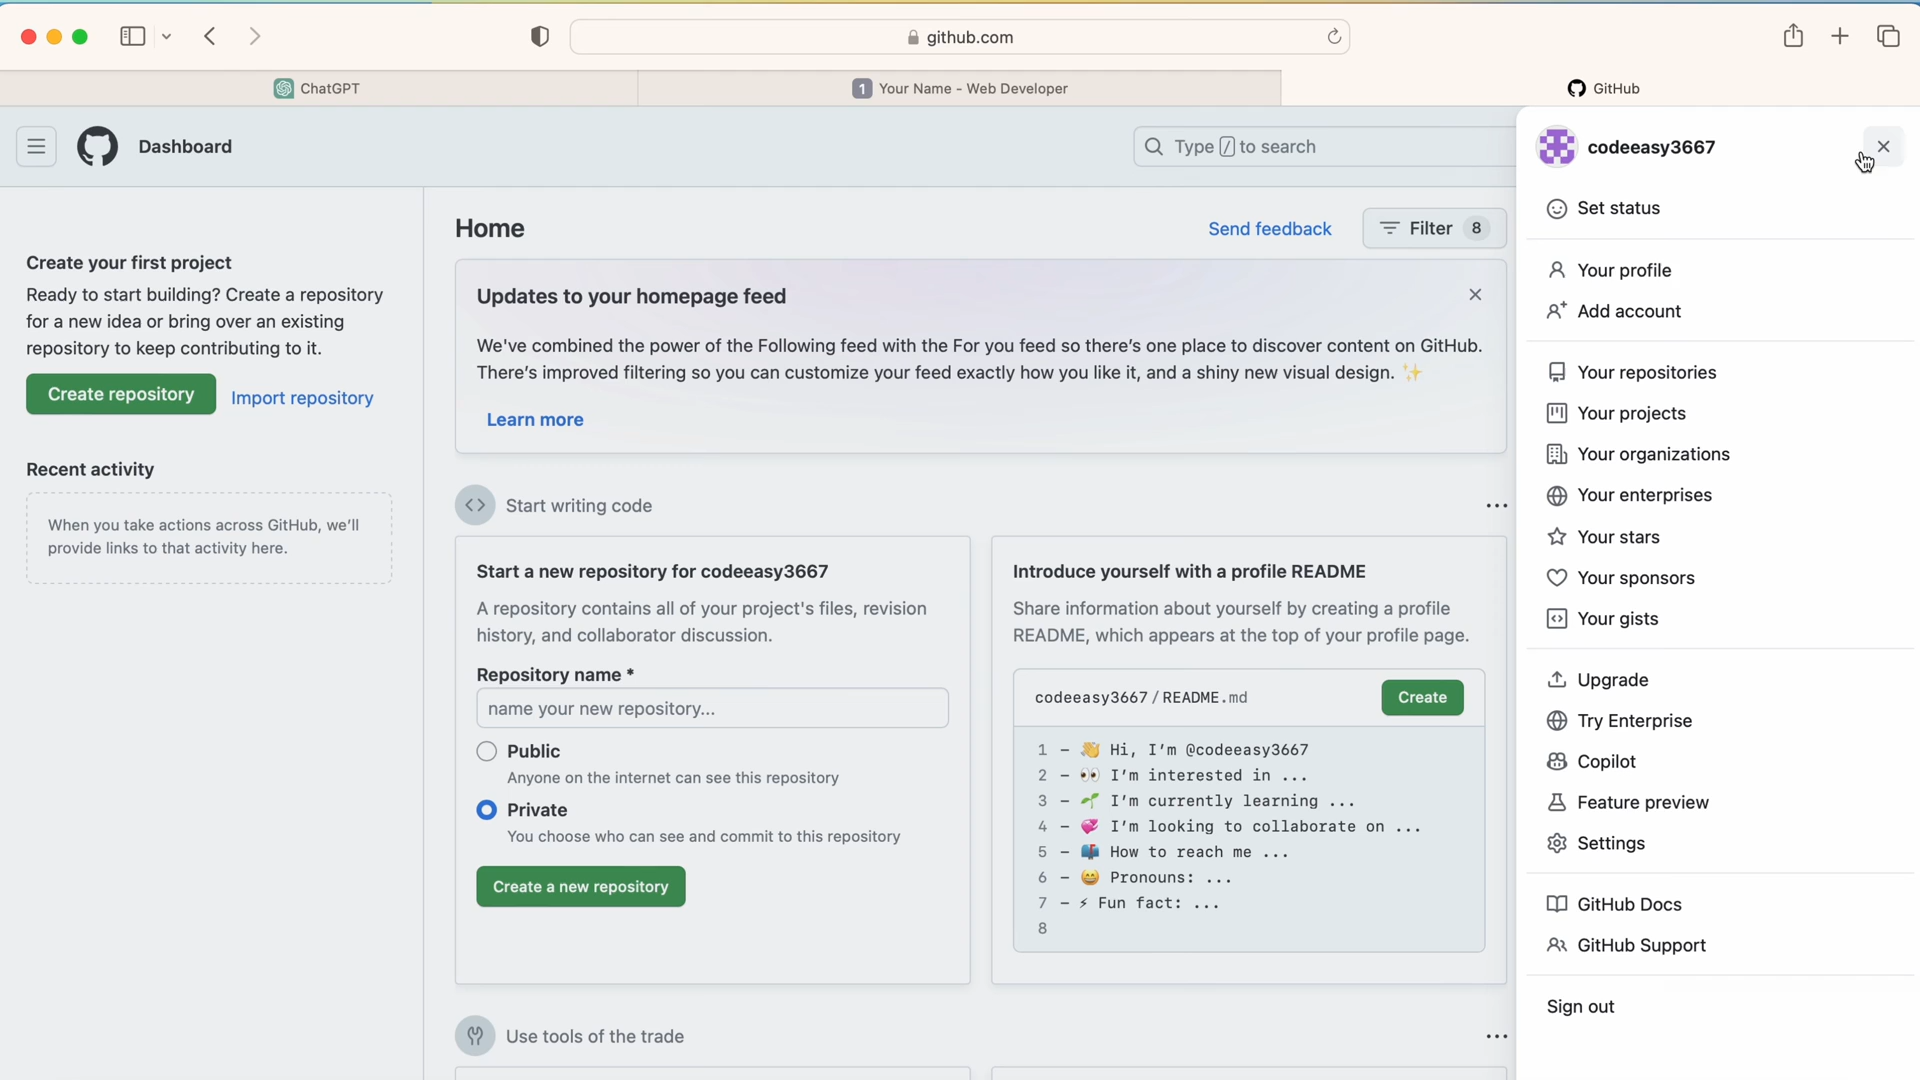 github.com
ChatGPT
1 Your Name - Web Developer
GitHub
Dashboard
Type / to search
codeeasy3667
Set status
Your profile
Add account
Your repositories
Your projects
Your organizations
Your enterprises
Your stars
Your sponsors
Your gists
Upgrade
Try Enterprise
Copilot
Feature preview
Settings
GitHub Docs
GitHub Support
Sign out
Create your first project
Ready to start building? Create a repository
for a new idea or bring over an existing
repository to keep contributing to it.
Create repository
Import repository
Recent activity
When you take actions across GitHub, we’ll
provide links to that activity here.
Home
Send feedback
Filter 8
Updates to your homepage feed
We've combined the power of the Following feed with the For you feed so there’s one place to discover content on GitHub.
There’s improved filtering so you can customize your feed exactly how you like it, and a shiny new visual design. ✨
Learn more
Start writing code
Start a new repository for codeeasy3667
A repository contains all of your project's files, revision
history, and collaborator discussion.
Repository name *
name your new repository...
Public
Anyone on the internet can see this repository
Private
You choose who can see and commit to this repository
Create a new repository
Introduce yourself with a profile README
Share information about yourself by creating a profile
README, which appears at the top of your profile page.
codeeasy3667 / README.md
Create
1 - 👋 Hi, I’m @codeeasy3667
2 - 👀 I’m interested in ...
3 - 🌱 I’m currently learning ...
4 - 💞️ I’m looking to collaborate on ...
5 - 📫 How to reach me ...
6 - 😄 Pronouns: ...
7 - ⚡ Fun fact: ...
8
Use tools of the trade